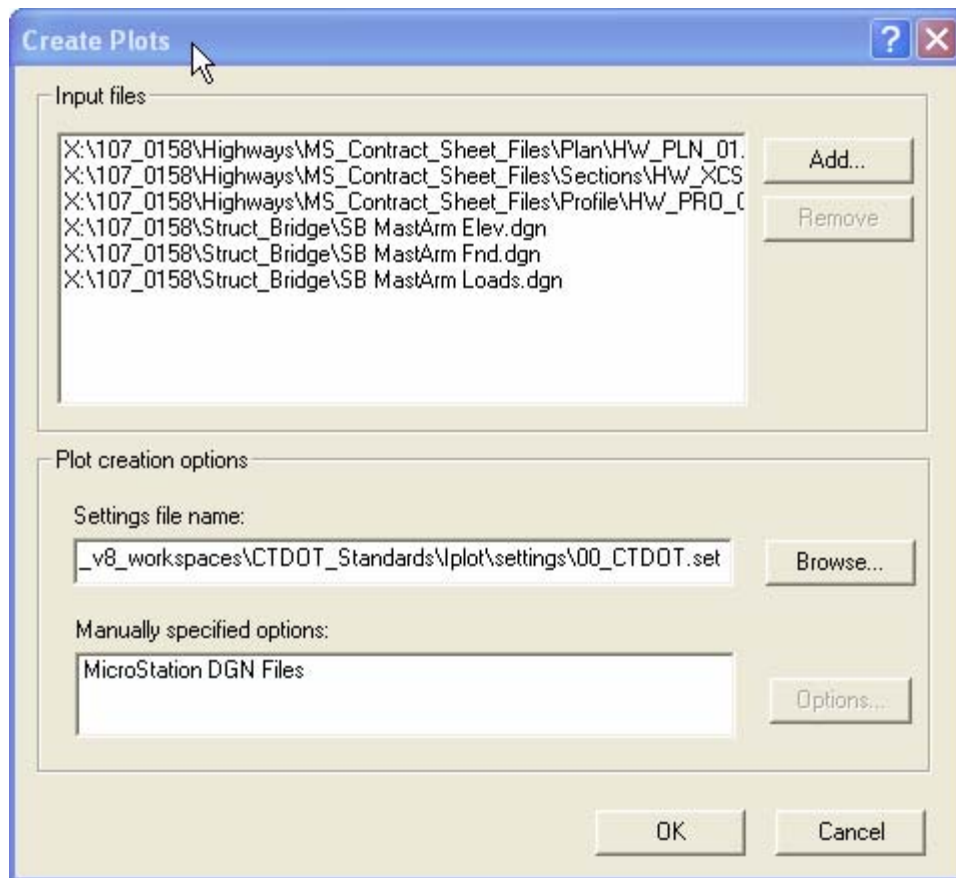 Create Plots
Input files
X:\107_0158\Highways\MS_Contract_Sheet_Files\Plan\HW_PLN_01.
X:\107_0158\Highways\MS_Contract_Sheet_Files\Sections\HW_XCS
X:\107_0158\Highways\MS_Contract_Sheet_Files\Profile\HW_PRO_0
X:\107_0158\Struct_Bridge\SB MastArm Elev.dgn
X:\107_0158\Struct_Bridge\SB MastArm Fnd.dgn
X:\107_0158\Struct_Bridge\SB MastArm Loads.dgn
Add...
Remove
Plot creation options
Settings file name:
_v8_workspaces\CTDOT_Standards\Iplot\settings\00_CTDOT.set
Browse...
Manually specified options:
MicroStation DGN Files
Options...
OK
Cancel